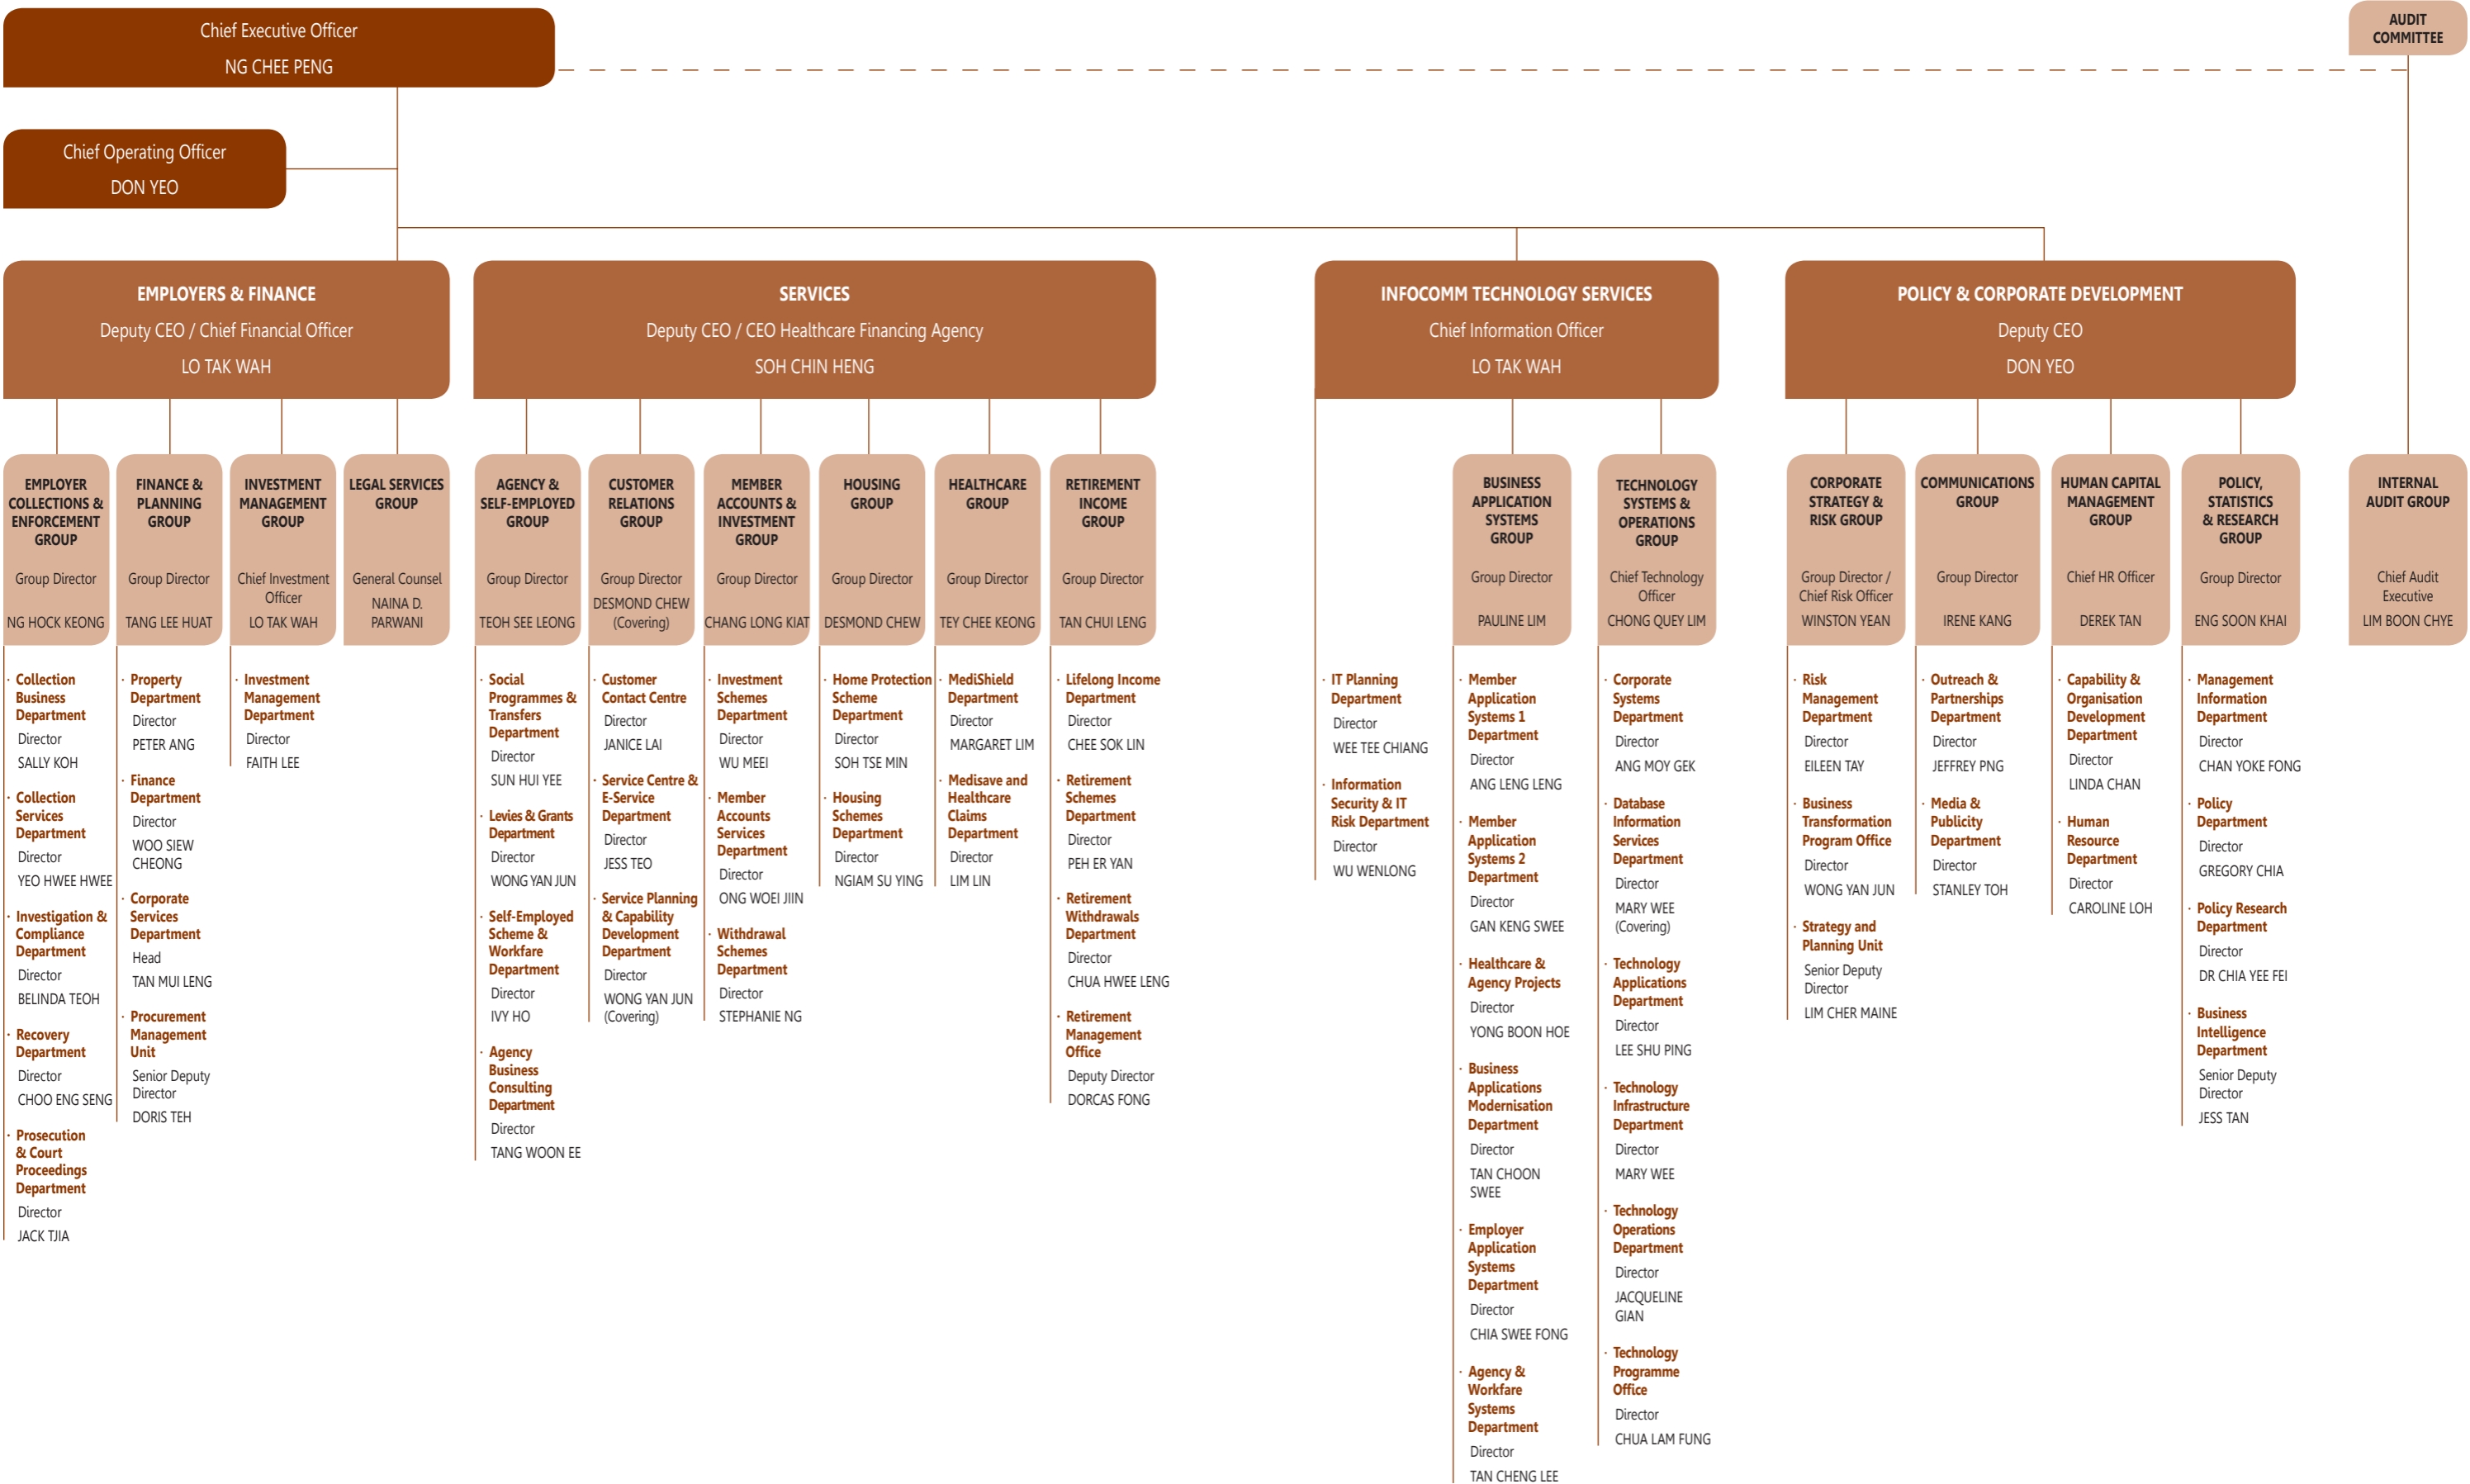 Chief Executive Officer
NG CHEE PENG
AUDIT
COMMITTEE
Chief Operating Officer
DON YEO
EMPLOYERS & FINANCE
Deputy CEO / Chief Financial Officer
LO TAK WAH
SERVICES
Deputy CEO / CEO Healthcare Financing Agency
SOH CHIN HENG
INFOCOMM TECHNOLOGY SERVICES
Chief Information Officer
LO TAK WAH
POLICY & CORPORATE DEVELOPMENT
Deputy CEO
DON YEO
EMPLOYER
COLLECTIONS &
ENFORCEMENT
GROUP
Group Director
NG HOCK KEONG
· Collection
Business
Department
Director
SALLY KOH
· Collection
Services
Department
Director
YEO HWEE HWEE
· Investigation &
Compliance
Department
Director
BELINDA TEOH
· Recovery
Department
Director
CHOO ENG SENG
· Prosecution
& Court
Proceedings
Department
Director
JACK TJIA
FINANCE &
PLANNING
GROUP
Group Director
TANG LEE HUAT
· Property
Department
Director
PETER ANG
· Finance
Department
Director
WOO SIEW
CHEONG
· Corporate
Services
Department
Head
TAN MUI LENG
· Procurement
Management
Unit
Senior Deputy
Director
DORIS TEH
INVESTMENT
MANAGEMENT
GROUP
Chief Investment
Officer
LO TAK WAH
· Investment
Management
Department
Director
FAITH LEE
LEGAL SERVICES
GROUP
General Counsel
NAINA D.
PARWANI
AGENCY &
SELF-EMPLOYED
GROUP
Group Director
TEOH SEE LEONG
· Social
Programmes &
Transfers
Department
Director
SUN HUI YEE
· Levies & Grants
Department
Director
WONG YAN JUN
· Self-Employed
Scheme &
Workfare
Department
Director
IVY HO
· Agency
Business
Consulting
Department
Director
TANG WOON EE
CUSTOMER
RELATIONS
GROUP
Group Director
DESMOND CHEW
(Covering)
· Customer
Contact Centre
Director
JANICE LAI
· Service Centre &
E-Service
Department
Director
JESS TEO
· Service Planning
& Capability
Development
Department
Director
WONG YAN JUN
(Covering)
MEMBER
ACCOUNTS &
INVESTMENT
GROUP
Group Director
CHANG LONG KIAT
· Investment
Schemes
Department
Director
WU MEEI
· Member
Accounts
Services
Department
Director
ONG WOEI JIIN
· Withdrawal
Schemes
Department
Director
STEPHANIE NG
HOUSING
GROUP
Group Director
DESMOND CHEW
· Home Protection
Scheme
Department
Director
SOH TSE MIN
· Housing
Schemes
Department
Director
NGIAM SU YING
HEALTHCARE
GROUP
Group Director
TEY CHEE KEONG
· MediShield
Department
Director
MARGARET LIM
· Medisave and
Healthcare
Claims
Department
Director
LIM LIN
RETIREMENT
INCOME
GROUP
Group Director
TAN CHUI LENG
· Lifelong Income
Department
Director
CHEE SOK LIN
· Retirement
Schemes
Department
Director
PEH ER YAN
· Retirement
Withdrawals
Department
Director
CHUA HWEE LENG
· Retirement
Management
Office
Deputy Director
DORCAS FONG
· IT Planning
Department
Director
WEE TEE CHIANG
· Information
Security & IT
Risk Department
Director
WU WENLONG
BUSINESS
APPLICATION
SYSTEMS
GROUP
Group Director
PAULINE LIM
· Member
Application
Systems 1
Department
Director
ANG LENG LENG
· Member
Application
Systems 2
Department
Director
GAN KENG SWEE
· Healthcare &
Agency Projects
Director
YONG BOON HOE
· Business
Applications
Modernisation
Department
Director
TAN CHOON
SWEE
· Employer
Application
Systems
Department
Director
CHIA SWEE FONG
· Agency &
Workfare
Systems
Department
Director
TAN CHENG LEE
TECHNOLOGY
SYSTEMS &
OPERATIONS
GROUP
Chief Technology
Officer
CHONG QUEY LIM
· Corporate
Systems
Department
Director
ANG MOY GEK
· Database
Information
Services
Department
Director
MARY WEE
(Covering)
· Technology
Applications
Department
Director
LEE SHU PING
· Technology
Infrastructure
Department
Director
MARY WEE
· Technology
Operations
Department
Director
JACQUELINE
GIAN
· Technology
Programme
Office
Director
CHUA LAM FUNG
CORPORATE
STRATEGY &
RISK GROUP
Group Director /
Chief Risk Officer
WINSTON YEAN
· Risk
Management
Department
Director
EILEEN TAY
· Business
Transformation
Program Office
Director
WONG YAN JUN
· Strategy and
Planning Unit
Senior Deputy
Director
LIM CHER MAINE
COMMUNICATIONS
GROUP
Group Director
IRENE KANG
· Outreach &
Partnerships
Department
Director
JEFFREY PNG
· Media &
Publicity
Department
Director
STANLEY TOH
HUMAN CAPITAL
MANAGEMENT
GROUP
Chief HR Officer
DEREK TAN
· Capability &
Organisation
Development
Department
Director
LINDA CHAN
· Human
Resource
Department
Director
CAROLINE LOH
POLICY,
STATISTICS
& RESEARCH
GROUP
Group Director
ENG SOON KHAI
· Management
Information
Department
Director
CHAN YOKE FONG
· Policy
Department
Director
GREGORY CHIA
· Policy Research
Department
Director
DR CHIA YEE FEI
· Business
Intelligence
Department
Senior Deputy
Director
JESS TAN
INTERNAL
AUDIT GROUP
Chief Audit
Executive
LIM BOON CHYE